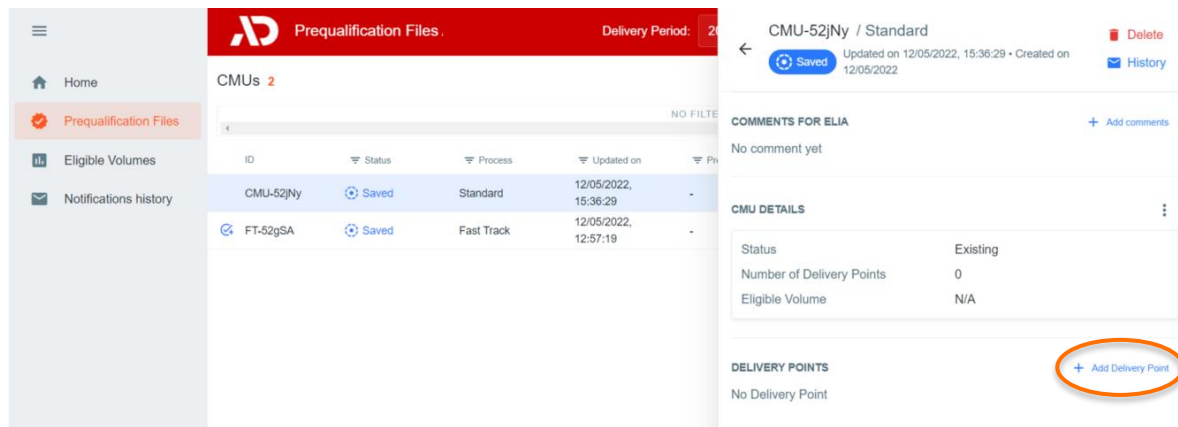 Home
Prequalification Files
Eligible Volumes
Notifications history
Prequalification Files
Delivery Period:
CMUs 2
NO FILTE
ID Status Process Updated on
CMU-52jNy Saved Standard 12/05/2022,
15:36:29 -
FT-52gSA Saved Fast Track 12/05/2022,
12:57:19 -
CMU-52jNy / Standard
Delete
Saved
Updated on 12/05/2022, 15:36:29 • Created on
12/05/2022
History
COMMENTS FOR ELIA
+ Add comments
No comment yet
CMU DETAILS
Status Existing
Number of Delivery Points 0
Eligible Volume N/A
DELIVERY POINTS
+ Add Delivery Point
No Delivery Point